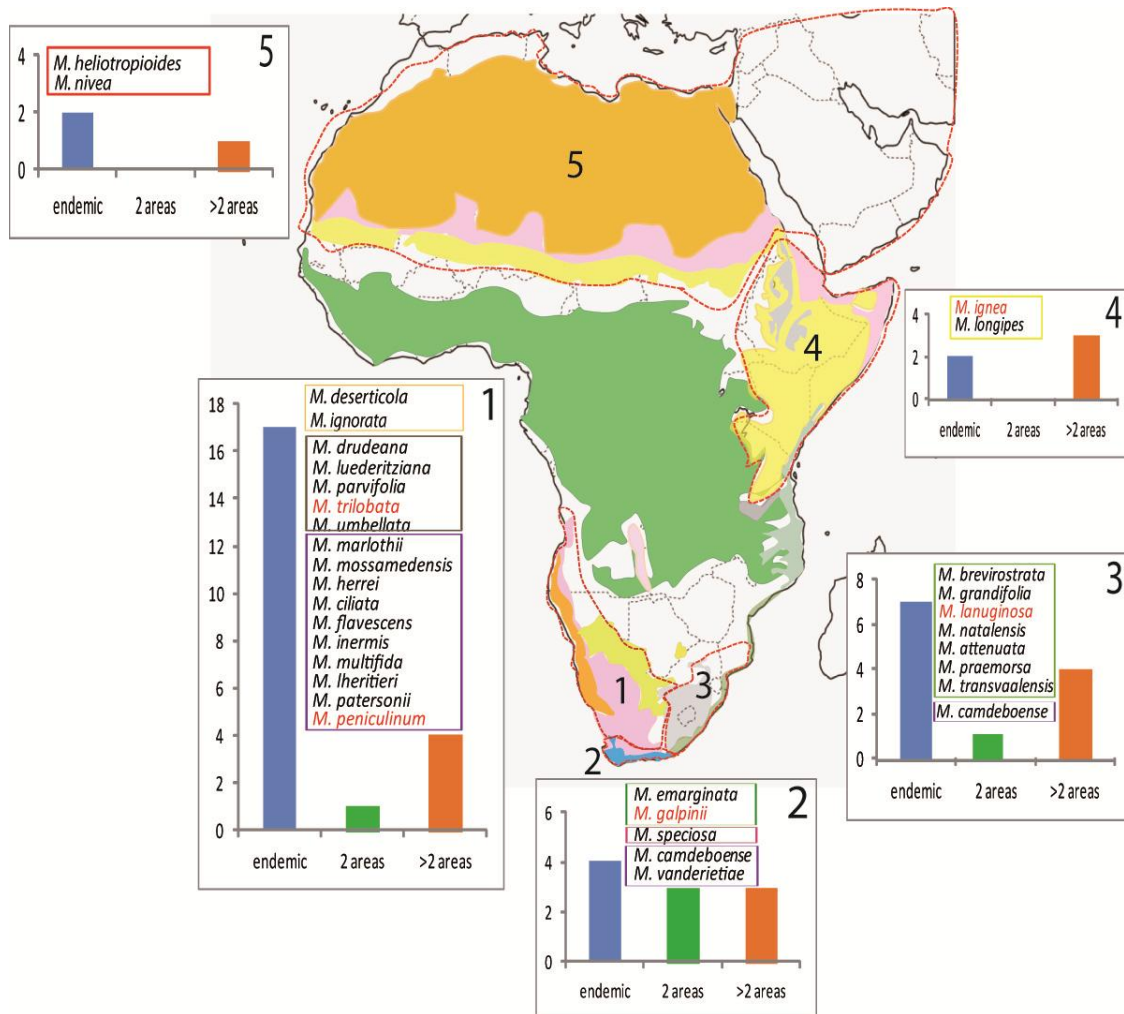 5
4
2
0
M. heliotropioides
M. nivea
endemic 2 areas >2 areas
5
4
4
4
2
0
M. ignea
M. longipes
endemic 2 areas >2 areas
1
18
16
14
12
10
8
6
4
2
0
M. deserticola
M. ignorata
M. drudeana
M. luederitziana
M. parvifolia
M. trilobata
M. umbellata
M. marlothii
M. mossamedensis
M. herrei
M. ciliata
M. flavescens
M. inermis
M. multifida
M. lheritieri
M. patersonii
M. peniculinum
endemic 2 areas >2 areas
1
3
2
3
8
6
4
2
0
M. brevirostrata
M. grandifolia
M. lanuginosa
M. natalensis
M. attenuata
M. praemorsa
M. transvaalensis
M. camdeboense
endemic 2 areas >2 areas
2
6
4
2
0
M. emarginata
M. galpinii
M. speciosa
M. camdeboense
M. vanderietiae
endemic 2 areas >2 areas